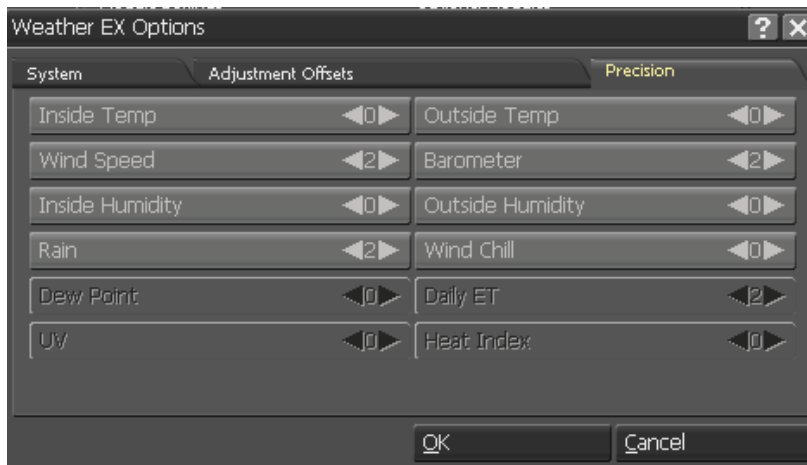 Weather EX Options ? X
System Adjustment Offsets Precision
Inside Temp 0 Outside Temp 0
Wind Speed 2 Barometer 2
Inside Humidity 0 Outside Humidity 0
Rain 2 Wind Chill 0
Dew Point 0 Daily ET 2
UV 0 Heat Index 0
OK Cancel